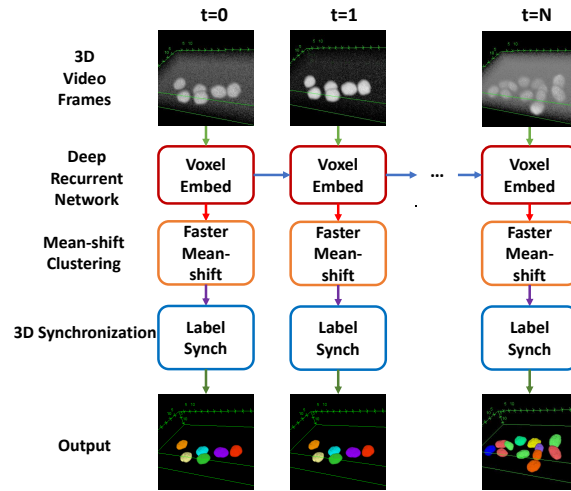 t=0
t=1
t=N
3D
Video
Frames
Deep
Recurrent
Network
Voxel
Embed
Voxel
Embed
...
Voxel
Embed
Mean-shift
Clustering
Faster
Mean-
shift
Faster
Mean-
shift
Faster
Mean-
shift
3D Synchronization
Label
Synch
Label
Synch
Label
Synch
Output